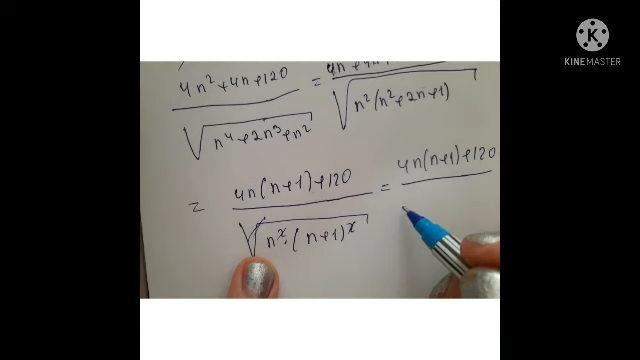 KINEMASTER
4n² + 4n + 120 / √n⁴ + 2n³ + n² = / √n²(n² + 2n + 1)
= 4n(n+1) + 120 / √n²·(n+1)² = 4n(n+1) + 120